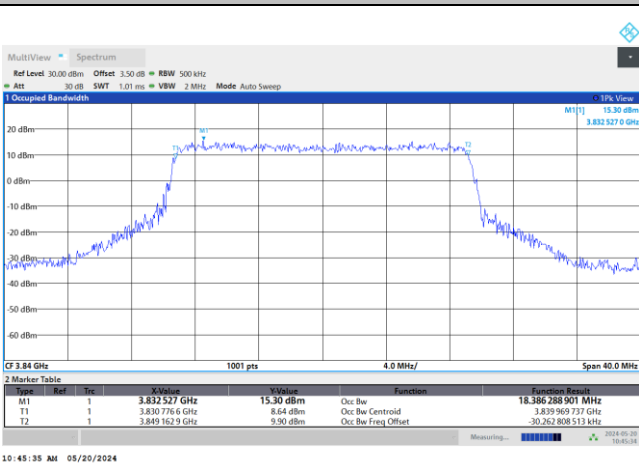 MultiView Spectrum
Ref Level 30.00 dBm Offset 3.50 dB RBW 500 kHz
Att 30 dB SWT 1.01 ms VBW 2 MHz Mode Auto Sweep
1 Occupied Bandwidth 1Pk View
M1[1] 15.30 dBm
3.832 527 0 GHz
M1
T1
T2
20 dBm
10 dBm
0 dBm
-10 dBm
-20 dBm
-30 dBm
-40 dBm
-50 dBm
-60 dBm
CF 3.84 GHz 1001 pts 4.0 MHz/ Span 40.0 MHz
2 Marker Table
Type Ref Trc X-Value Y-Value Function Function Result
M1 1 3.832 527 GHz 15.30 dBm Occ Bw 18.386 288 901 MHz
T1 1 3.830 776 6 GHz 8.64 dBm Occ Bw Centroid 3.839 969 737 GHz
T2 1 3.849 162 9 GHz 9.90 dBm Occ Bw Freq Offset -30.262 808 513 kHz
Measuring... 2024-05-20
10:45:34
10:45:35 AM 05/20/2024